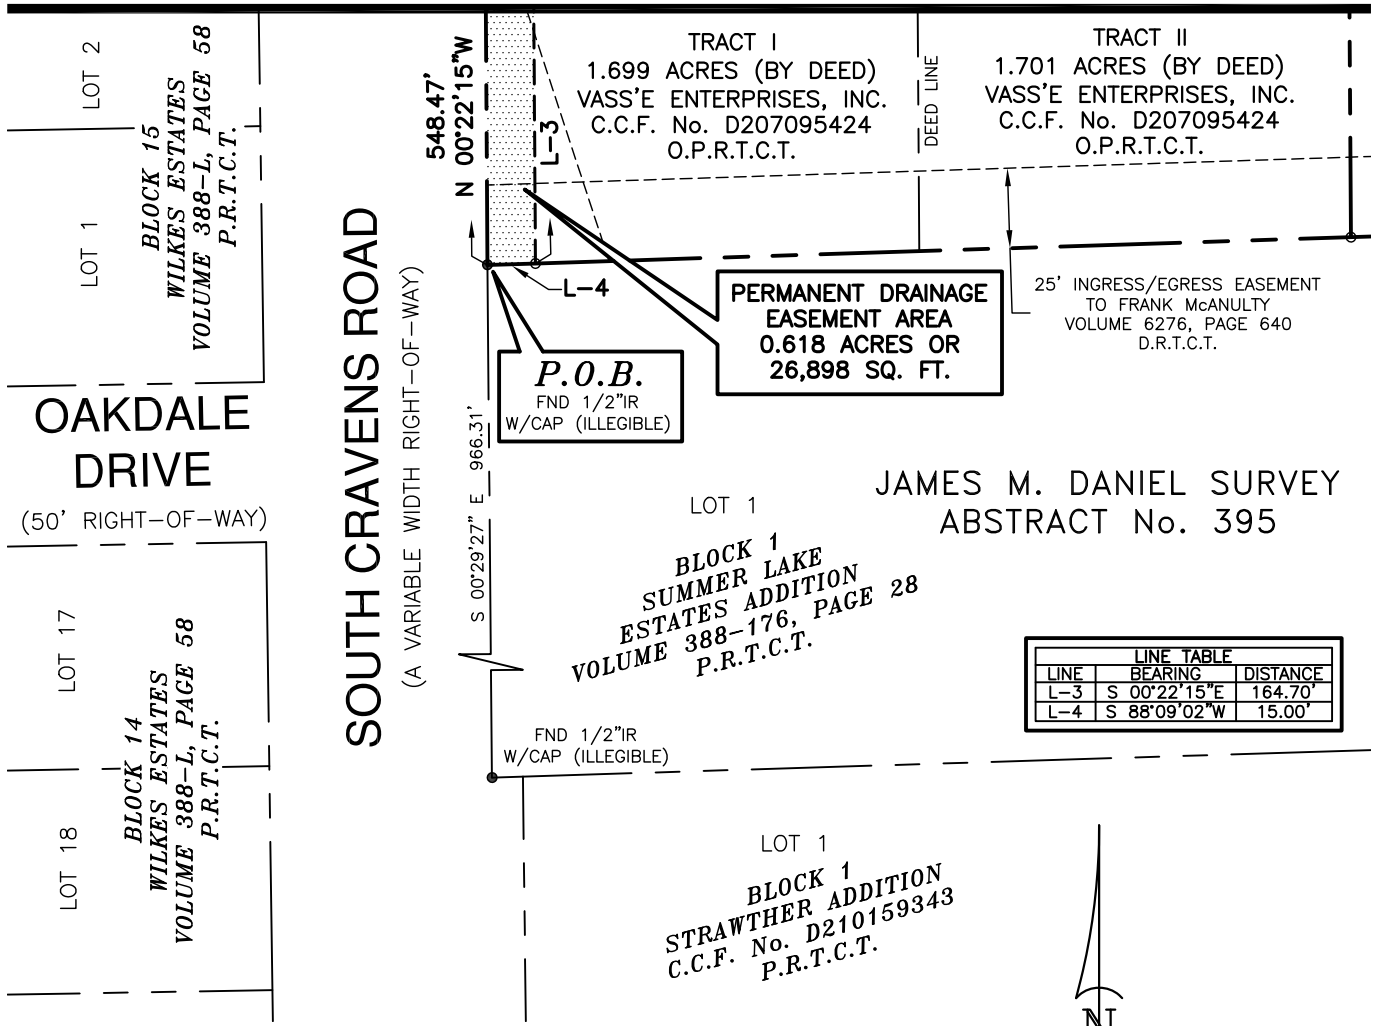 LOT 2
BLOCK 15
WILKES ESTATES
VOLUME 388-L, PAGE 58
P.R.T.C.T.
LOT 1
548.47'
N 00°22'15"W
L-3
TRACT I
1.699 ACRES (BY DEED)
VASS'E ENTERPRISES, INC.
C.C.F. No. D207095424
O.P.R.T.C.T.
DEED LINE
TRACT II
1.701 ACRES (BY DEED)
VASS'E ENTERPRISES, INC.
C.C.F. No. D207095424
O.P.R.T.C.T.
L-4
PERMANENT DRAINAGE
EASEMENT AREA
0.618 ACRES OR
26,898 SQ. FT.
25' INGRESS/EGRESS EASEMENT
TO FRANK McANULTY
VOLUME 6276, PAGE 640
D.R.T.C.T.
P.O.B.
FND 1/2"IR
W/CAP (ILLEGIBLE)
OAKDALE
DRIVE
(50' RIGHT-OF-WAY)
SOUTH CRAVENS ROAD
(A VARIABLE WIDTH RIGHT-OF-WAY)
S 00°29'27" E 966.31'
JAMES M. DANIEL SURVEY
ABSTRACT No. 395
LOT 1
BLOCK 1
SUMMER LAKE
ESTATES ADDITION
VOLUME 388-176, PAGE 28
P.R.T.C.T.
LINE TABLE
LINE BEARING DISTANCE
L-3 S 00°22'15"E 164.70'
L-4 S 88°09'02"W 15.00'
LOT 17
BLOCK 14
WILKES ESTATES
VOLUME 388-L, PAGE 58
P.R.T.C.T.
LOT 18
FND 1/2"IR
W/CAP (ILLEGIBLE)
LOT 1
BLOCK 1
STRAWTHER ADDITION
C.C.F. No. D210159343
P.R.T.C.T.
N